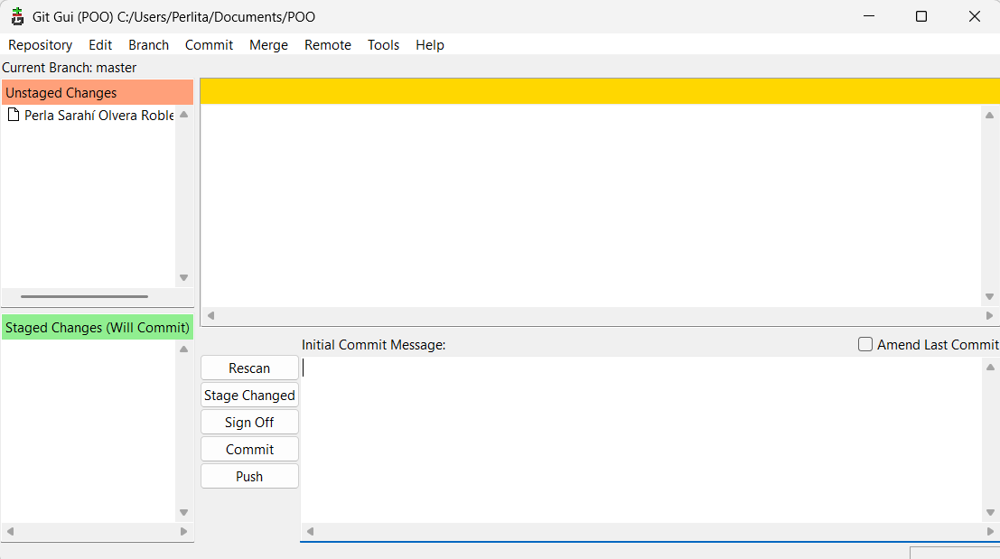 Git Gui (POO) C:/Users/Perlita/Documents/POO
Repository Edit Branch Commit Merge Remote Tools Help
Current Branch: master
Unstaged Changes
Perla Sarahí Olvera Roble
Staged Changes (Will Commit)
Initial Commit Message:
Amend Last Commit
Rescan
Stage Changed
Sign Off
Commit
Push